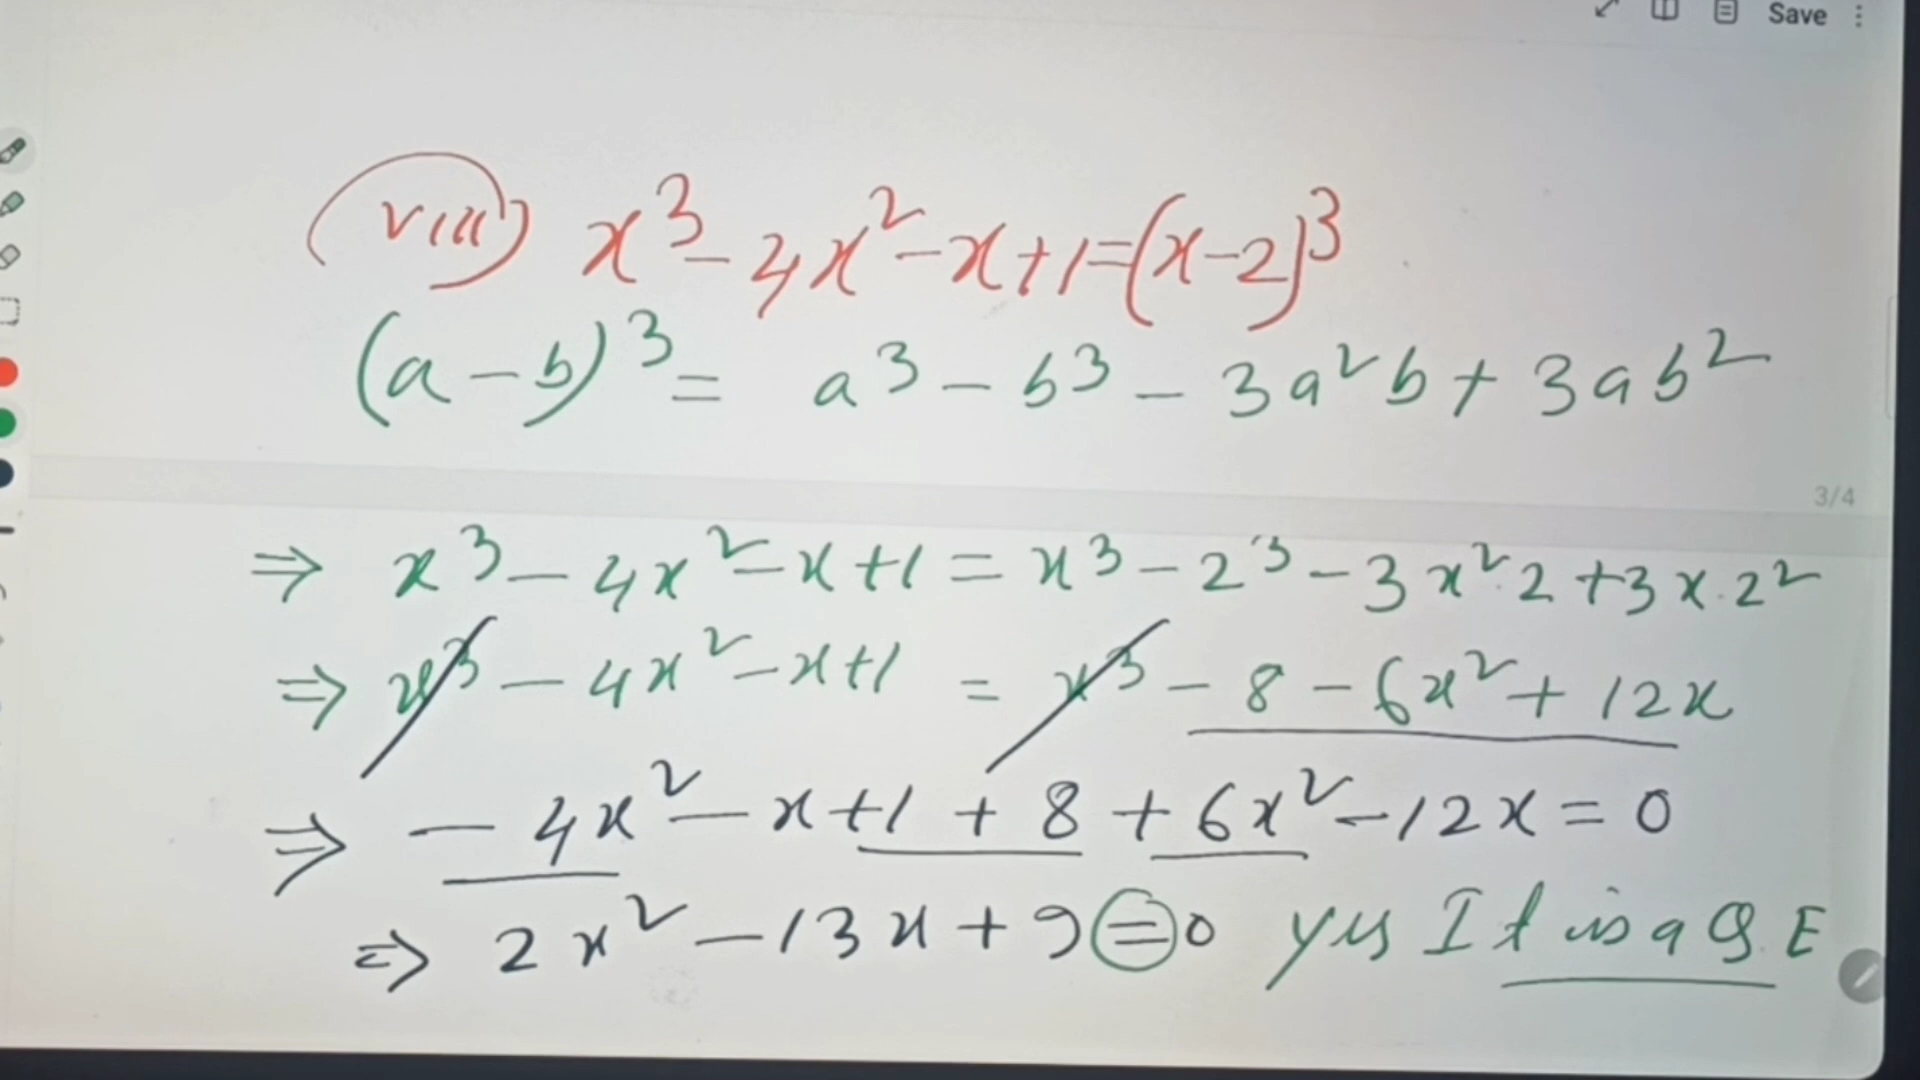 Save
viii) x³ - 4x² - x + 1 = (x - 2)³
(a - b)³ = a³ - b³ - 3a²b + 3ab²
3/4
⇒ x³ - 4x² - x + 1 = x³ - 2³ - 3x²·2 + 3x·2²
⇒ x³ - 4x² - x + 1 = x³ - 8 - 6x² + 12x
⇒ - 4x² - x + 1 + 8 + 6x² - 12x = 0
⇒ 2x² - 13x + 9 = 0 yes It is a Q.E